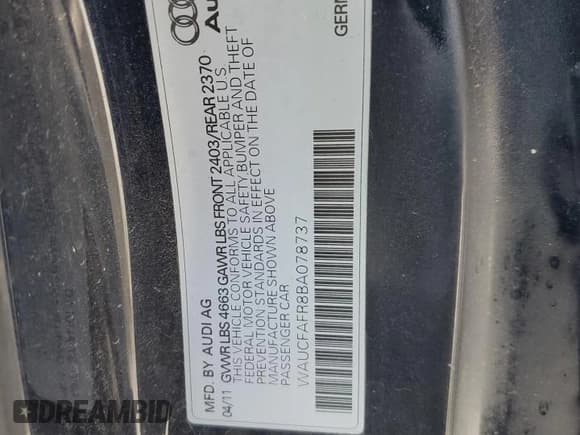 Au
GERM
MFD. BY AUDI AG
04/11 GVWR LBS 4663 GAWR LBS FRONT 2403/REAR 2370
THIS VEHICLE CONFORMS TO ALL APPLICABLE U.S.
FEDERAL MOTOR VEHICLE SAFETY,BUMPER AND THEFT
PREVENTION STANDARDS IN EFFECT ON THE DATE OF
MANUFACTURE SHOWN ABOVE
PASSENGER CAR
WAUCFAFR8BA078737
DREAMBID